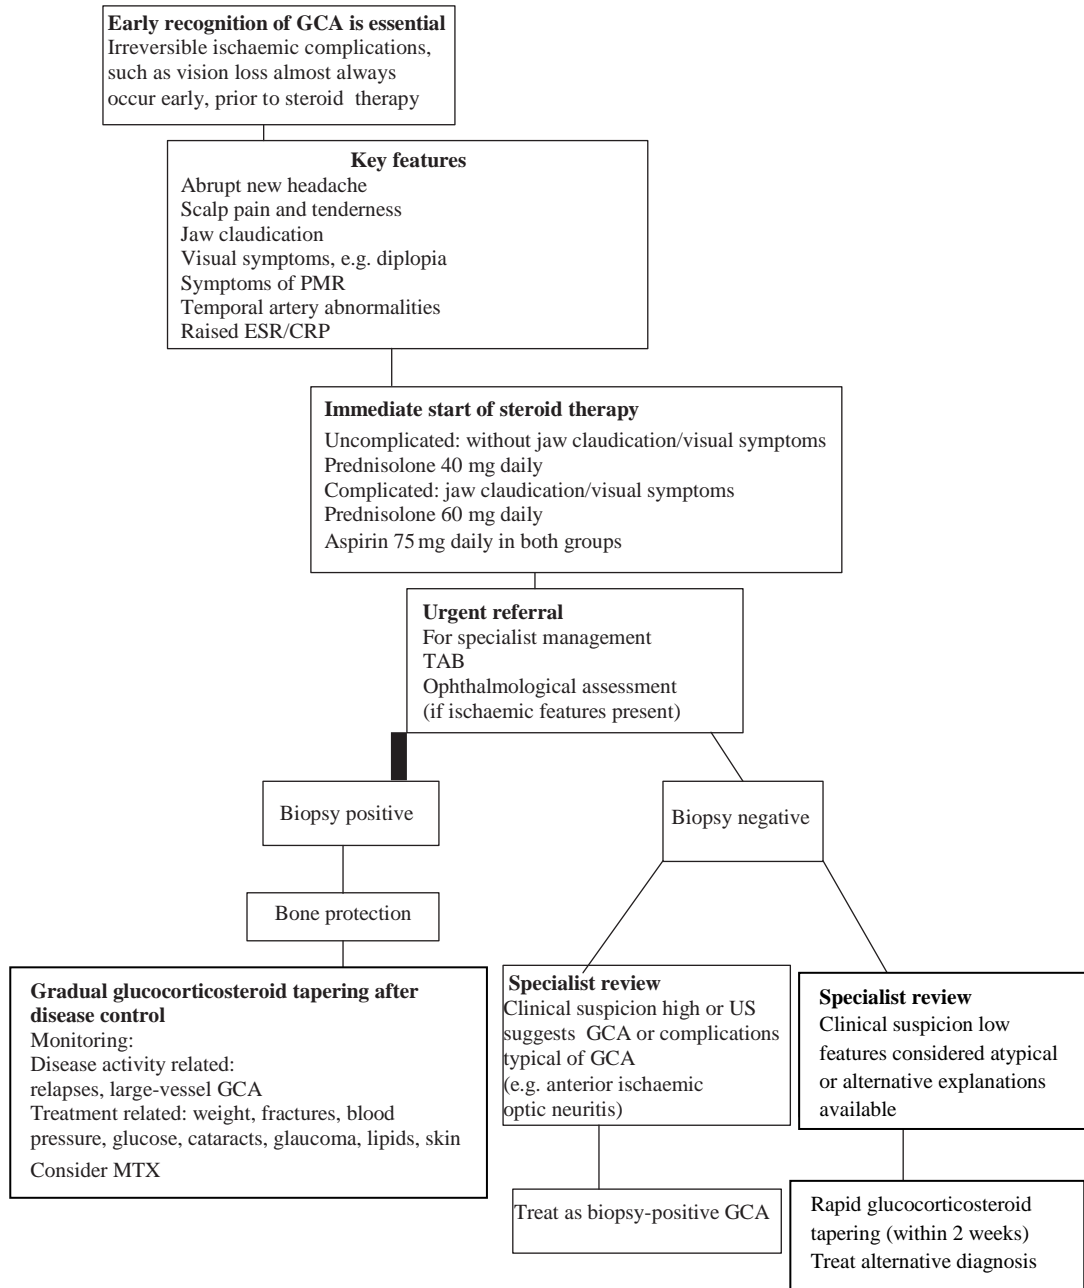 Early recognition of GCA is essential
Irreversible ischaemic complications,
such as vision loss almost always
occur early, prior to steroid therapy
Key features
Abrupt new headache
Scalp pain and tenderness
Jaw claudication
Visual symptoms, e.g. diplopia
Symptoms of PMR
Temporal artery abnormalities
Raised ESR/CRP
Immediate start of steroid therapy
Uncomplicated: without jaw claudication/visual symptoms
Prednisolone 40 mg daily
Complicated: jaw claudication/visual symptoms
Prednisolone 60 mg daily
Aspirin 75 mg daily in both groups
Urgent referral
For specialist management
TAB
Ophthalmological assessment
(if ischaemic features present)
Biopsy positive
Biopsy negative
Bone protection
Gradual glucocorticosteroid tapering after
disease control
Monitoring:
Disease activity related:
relapses, large-vessel GCA
Treatment related: weight, fractures, blood
pressure, glucose, cataracts, glaucoma, lipids, skin
Consider MTX
Specialist review
Clinical suspicion high or US
suggests GCA or complications
typical of GCA
(e.g. anterior ischaemic
optic neuritis)
Specialist review
Clinical suspicion low
features considered atypical
or alternative explanations
available
Treat as biopsy-positive GCA
Rapid glucocorticosteroid
tapering (within 2 weeks)
Treat alternative diagnosis